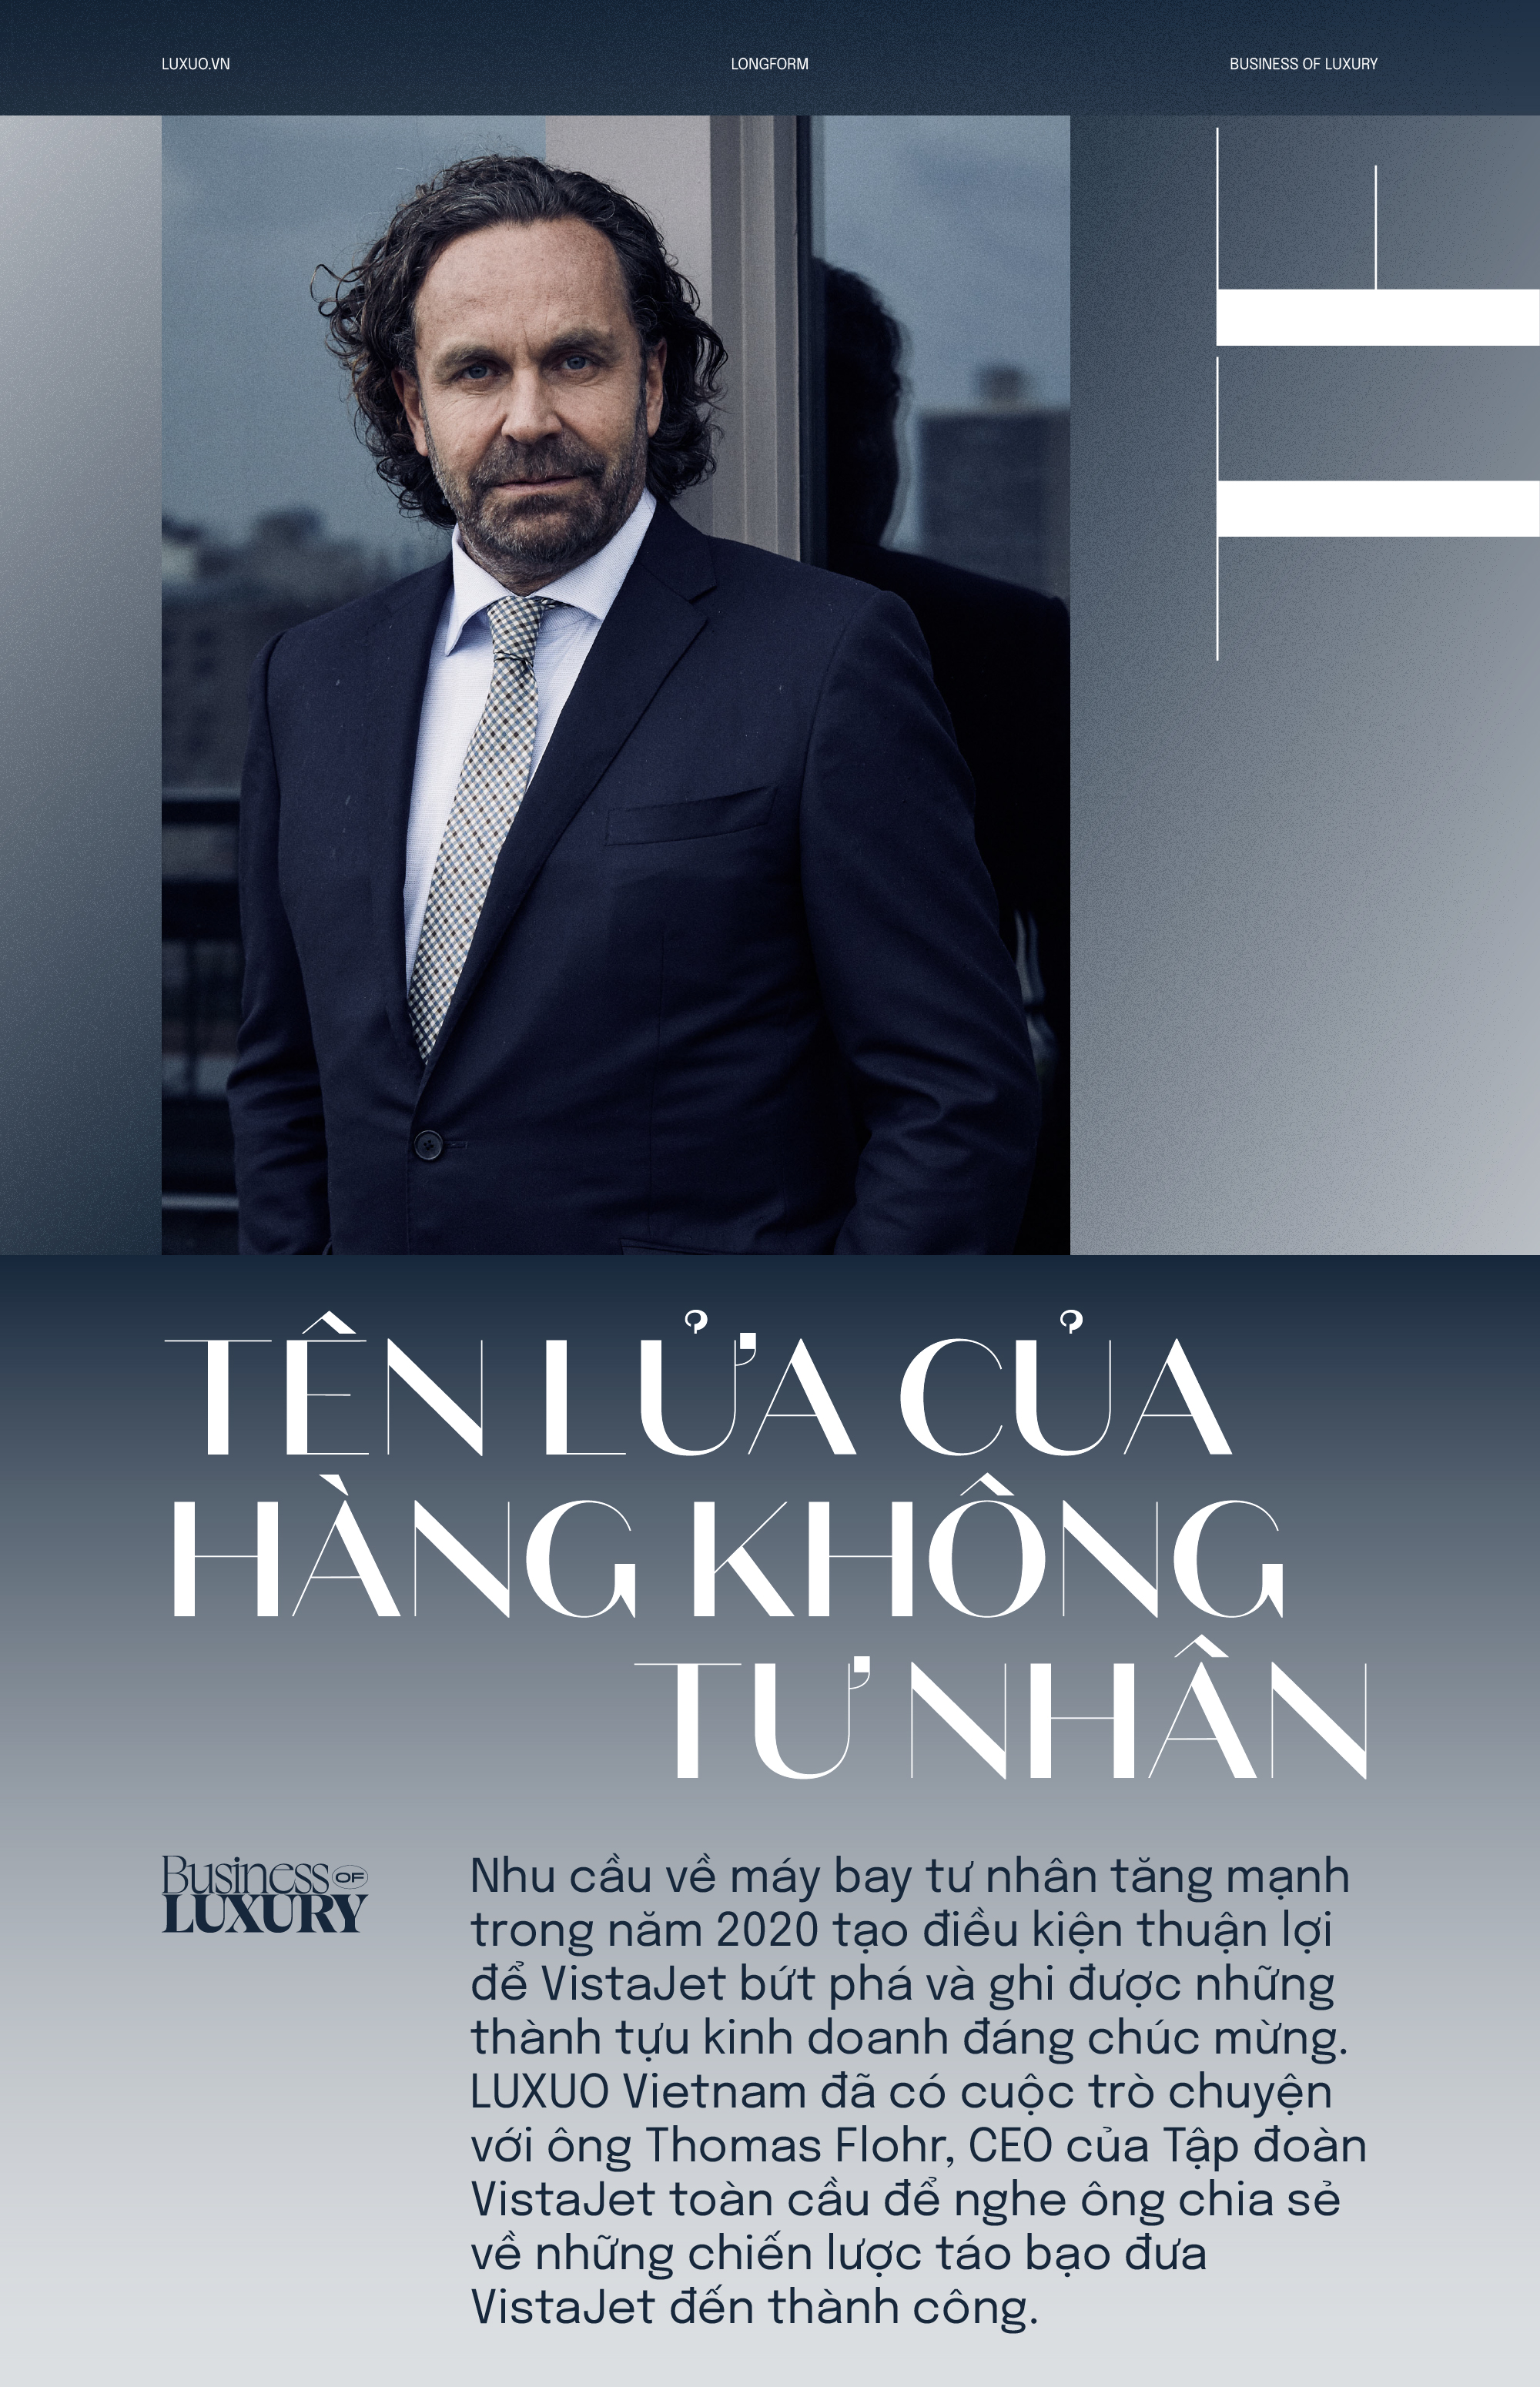 LUXUO.VN
LONGFORM
BUSINESS OF LUXURY
TÊN LỬA CỦA
HÀNG KHÔNG
TƯ NHÂN
Business OF
LUXURY
Nhu cầu về máy bay tư nhân tăng mạnh
trong năm 2020 tạo điều kiện thuận lợi
để VistaJet bứt phá và ghi được những
thành tựu kinh doanh đáng chúc mừng.
LUXUO Vietnam đã có cuộc trò chuyện
với ông Thomas Flohr, CEO của Tập đoàn
VistaJet toàn cầu để nghe ông chia sẻ
về những chiến lược táo bạo đưa
VistaJet đến thành công.